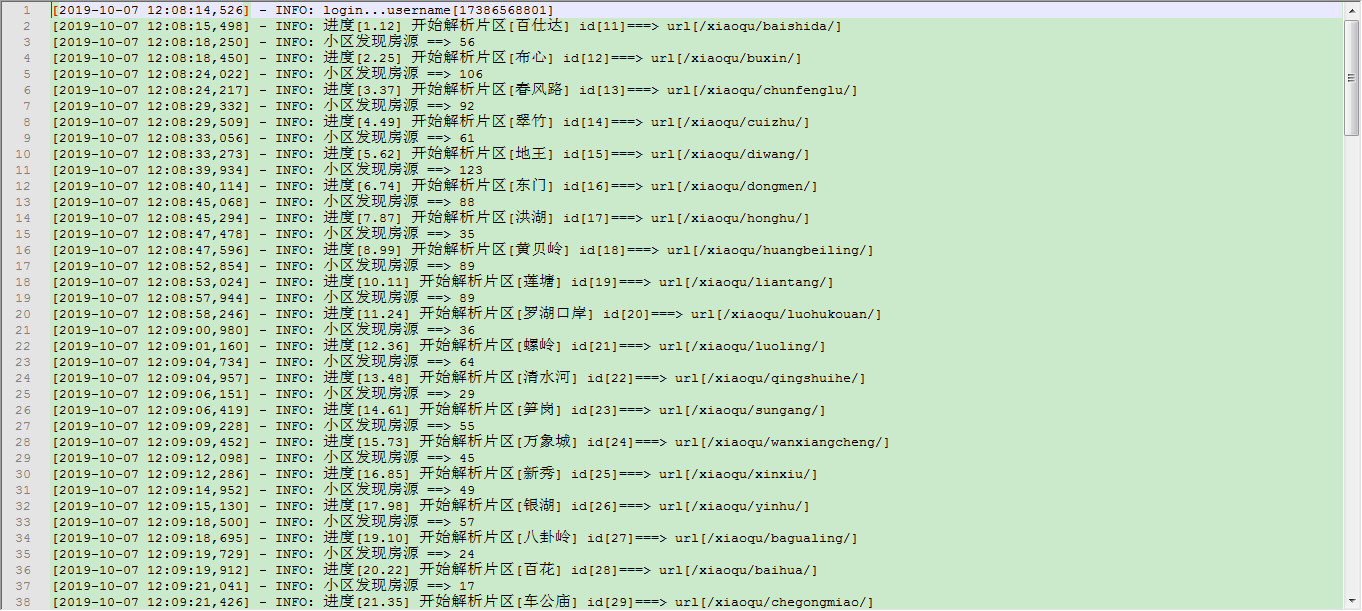 1 [2019-10-07 12:08:14,526] - INFO: login...username[17386568801]
2 [2019-10-07 12:08:15,498] - INFO: 进度[1.12] 开始解析片区[百仕达] id[11]===> url[/xiaoqu/baishida/]
3 [2019-10-07 12:08:18,250] - INFO: 小区发现房源 ==> 56
4 [2019-10-07 12:08:18,450] - INFO: 进度[2.25] 开始解析片区[布心] id[12]===> url[/xiaoqu/buxin/]
5 [2019-10-07 12:08:24,022] - INFO: 小区发现房源 ==> 106
6 [2019-10-07 12:08:24,217] - INFO: 进度[3.37] 开始解析片区[春风路] id[13]===> url[/xiaoqu/chunfenglu/]
7 [2019-10-07 12:08:29,332] - INFO: 小区发现房源 ==> 92
8 [2019-10-07 12:08:29,509] - INFO: 进度[4.49] 开始解析片区[翠竹] id[14]===> url[/xiaoqu/cuizhu/]
9 [2019-10-07 12:08:33,056] - INFO: 小区发现房源 ==> 61
10 [2019-10-07 12:08:33,273] - INFO: 进度[5.62] 开始解析片区[地王] id[15]===> url[/xiaoqu/diwang/]
11 [2019-10-07 12:08:39,934] - INFO: 小区发现房源 ==> 123
12 [2019-10-07 12:08:40,114] - INFO: 进度[6.74] 开始解析片区[东门] id[16]===> url[/xiaoqu/dongmen/]
13 [2019-10-07 12:08:45,068] - INFO: 小区发现房源 ==> 88
14 [2019-10-07 12:08:45,294] - INFO: 进度[7.87] 开始解析片区[洪湖] id[17]===> url[/xiaoqu/honghu/]
15 [2019-10-07 12:08:47,478] - INFO: 小区发现房源 ==> 35
16 [2019-10-07 12:08:47,596] - INFO: 进度[8.99] 开始解析片区[黄贝岭] id[18]===> url[/xiaoqu/huangbeiling/]
17 [2019-10-07 12:08:52,854] - INFO: 小区发现房源 ==> 89
18 [2019-10-07 12:08:53,024] - INFO: 进度[10.11] 开始解析片区[莲塘] id[19]===> url[/xiaoqu/liantang/]
19 [2019-10-07 12:08:57,944] - INFO: 小区发现房源 ==> 89
20 [2019-10-07 12:08:58,246] - INFO: 进度[11.24] 开始解析片区[罗湖口岸] id[20]===> url[/xiaoqu/luohukouan/]
21 [2019-10-07 12:09:00,980] - INFO: 小区发现房源 ==> 36
22 [2019-10-07 12:09:01,160] - INFO: 进度[12.36] 开始解析片区[螺岭] id[21]===> url[/xiaoqu/luoling/]
23 [2019-10-07 12:09:04,734] - INFO: 小区发现房源 ==> 64
24 [2019-10-07 12:09:04,957] - INFO: 进度[13.48] 开始解析片区[清水河] id[22]===> url[/xiaoqu/qingshuihe/]
25 [2019-10-07 12:09:06,151] - INFO: 小区发现房源 ==> 29
26 [2019-10-07 12:09:06,419] - INFO: 进度[14.61] 开始解析片区[笋岗] id[23]===> url[/xiaoqu/sungang/]
27 [2019-10-07 12:09:09,228] - INFO: 小区发现房源 ==> 55
28 [2019-10-07 12:09:09,452] - INFO: 进度[15.73] 开始解析片区[万象城] id[24]===> url[/xiaoqu/wanxiangcheng/]
29 [2019-10-07 12:09:12,098] - INFO: 小区发现房源 ==> 45
30 [2019-10-07 12:09:12,286] - INFO: 进度[16.85] 开始解析片区[新秀] id[25]===> url[/xiaoqu/xinxiu/]
31 [2019-10-07 12:09:14,952] - INFO: 小区发现房源 ==> 49
32 [2019-10-07 12:09:15,130] - INFO: 进度[17.98] 开始解析片区[银湖] id[26]===> url[/xiaoqu/yinhu/]
33 [2019-10-07 12:09:18,500] - INFO: 小区发现房源 ==> 57
34 [2019-10-07 12:09:18,695] - INFO: 进度[19.10] 开始解析片区[八卦岭] id[27]===> url[/xiaoqu/bagualing/]
35 [2019-10-07 12:09:19,729] - INFO: 小区发现房源 ==> 24
36 [2019-10-07 12:09:19,912] - INFO: 进度[20.22] 开始解析片区[百花] id[28]===> url[/xiaoqu/baihua/]
37 [2019-10-07 12:09:21,041] - INFO: 小区发现房源 ==> 17
38 [2019-10-07 12:09:21,426] - INFO: 进度[21.35] 开始解析片区[车公庙] id[29]===> url[/xiaoqu/chegongmiao/]